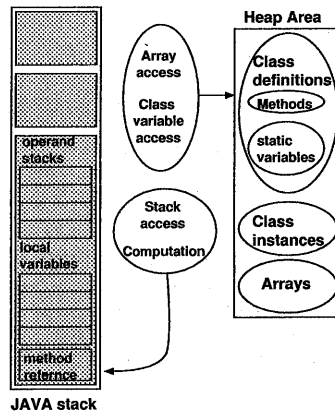 operand
stacks
local
variables
method
refernce
JAVA stack
Array
access
Class
variable
access
Stack
access
Computation
Heap Area
Class
definitions
Methods
static
variables
Class
instances
Arrays